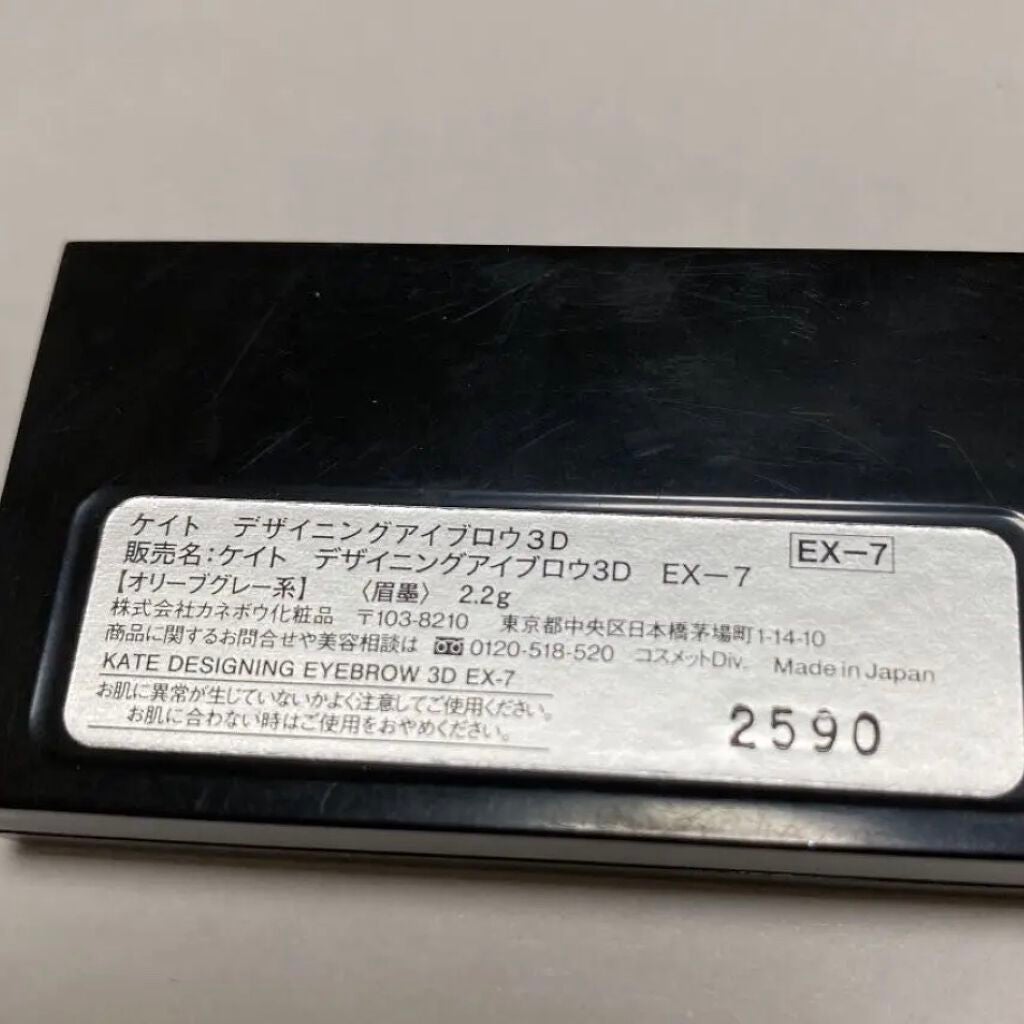 ケイト　デザイニングアイブロウ3D
販売名：ケイト　デザイニングアイブロウ3D　EX－7　EX－7
【オリーブグレー系】　〈眉墨〉　2.2g
株式会社カネボウ化粧品　〒103-8210　東京都中央区日本橋茅場町1-14-10
商品に関するお問合せや美容相談は 0120-518-520　コスメットDiv.　Made in Japan
KATE DESIGNING EYEBROW 3D EX-7
お肌に異常が生じていないかよく注意してご使用ください。
お肌に合わない時はご使用をおやめください。
2590